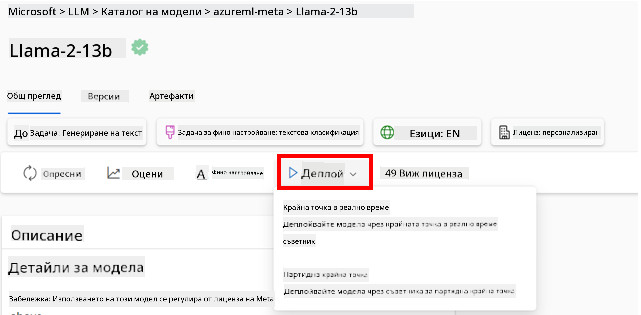 Microsoft > LLM > Каталог на модели > azureml-meta > Llama-2-13b
Llama-2-13b
Общ преглед Версии Артефакти
До Задача: Генериране на текст Задача за фино настройване: текстова класификация Езици: EN Лиценз: персонализиран
Опресни Оцени Фино настройване Деплой 49 Виж лиценза
Крайна точка в реално време
Деплойвайте модела чрез крайната точка в реално време
съветник
Партидна крайна точка
Деплойвайте модела чрез съветника за партидна крайна точка
Описание
Детайли за модела
Забележка: Използването на този модел се регулира от лиценза на Meta